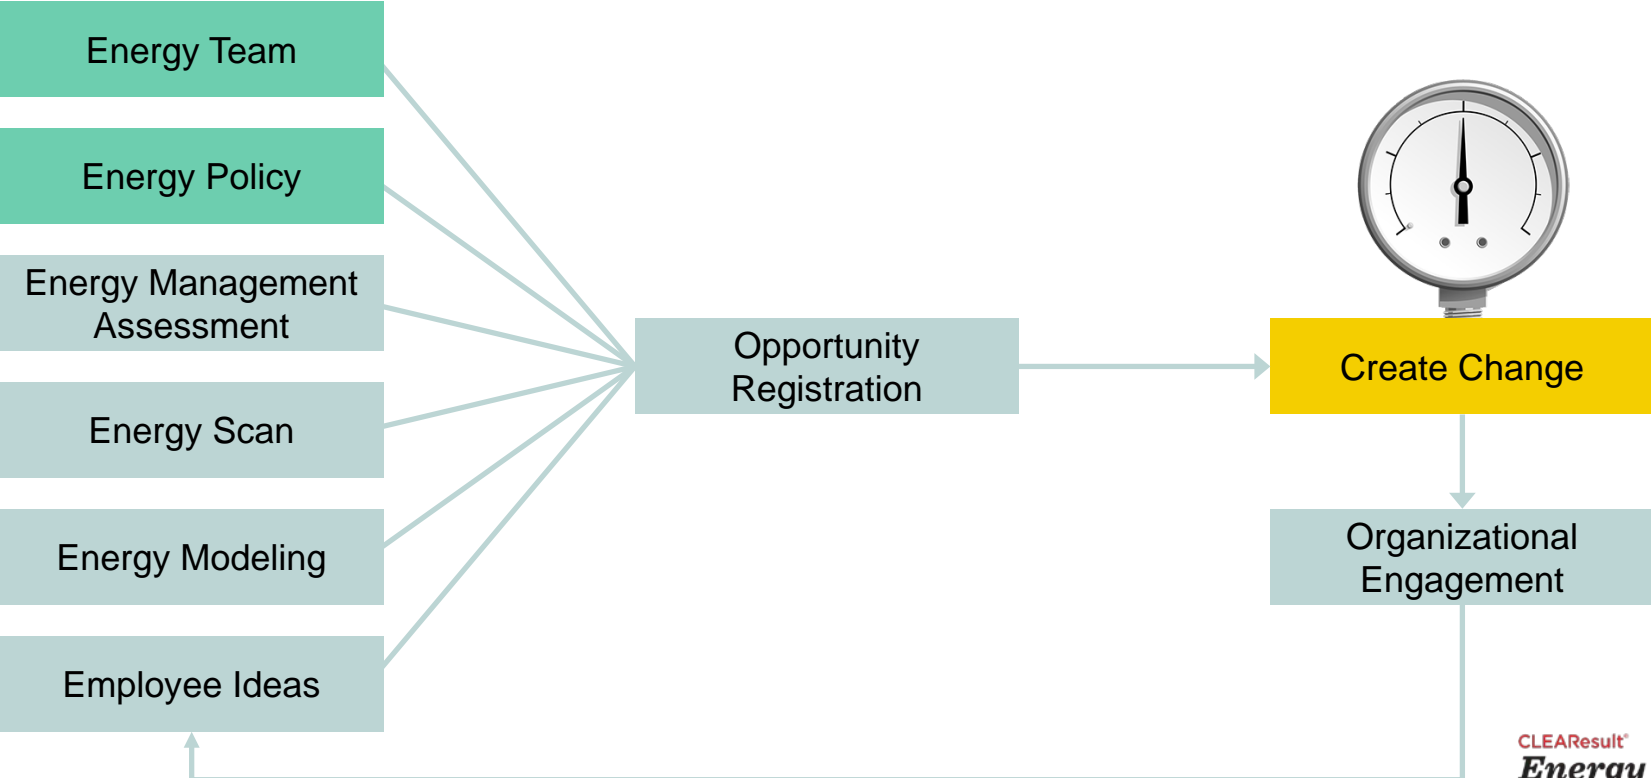 Energy Team
Energy Policy
Energy Management
Assessment
Energy Scan
Energy Modeling
Employee Ideas
Opportunity
Registration
Create Change
Organizational
Engagement
CLEAResult®
Energy